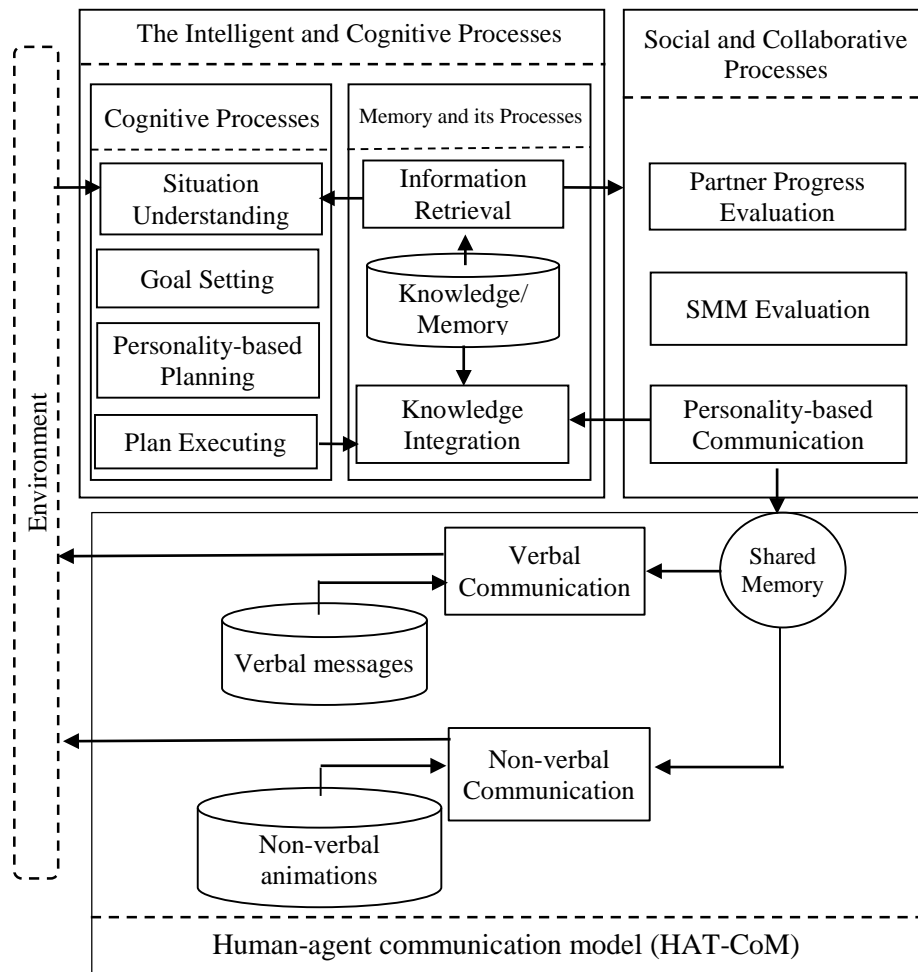 The Intelligent and Cognitive Processes
Social and Collaborative
Processes
Cognitive Processes
Memory and its Processes
Situation
Understanding
Information
Retrieval
Partner Progress
Evaluation
Goal Setting
Knowledge/
Memory
SMM Evaluation
Personality-based
Planning
Plan Executing
Knowledge
Integration
Personality-based
Communication
Environment
Verbal
Communication
Shared
Memory
Verbal messages
Non-verbal
Communication
Non-verbal
animations
Human-agent communication model (HAT-CoM)